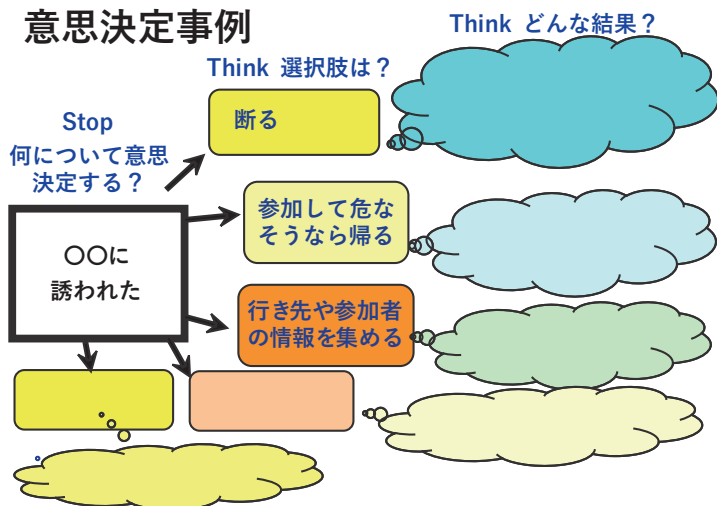 意思決定事例
Think どんな結果？
Think 選択肢は？
Stop
何について意思
決定する？
断る
参加して危な
そうなら帰る
〇〇に
誘われた
行き先や参加者
の情報を集める